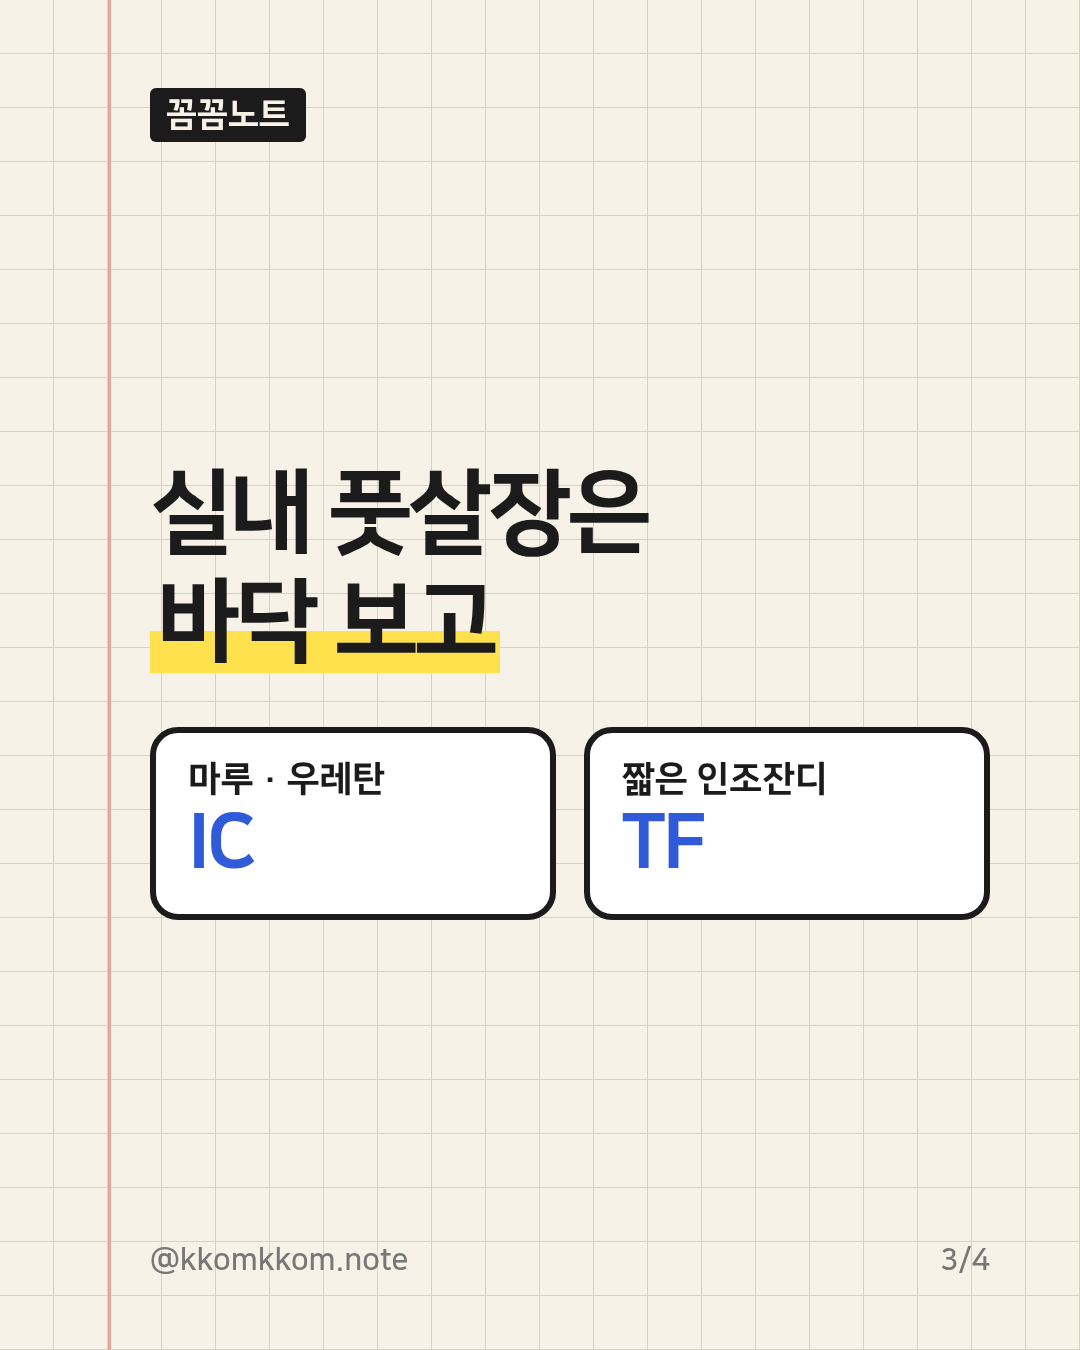 꼼꼼노트
실내 풋살장은
바닥 보고
마루 · 우레탄
IC
짧은 인조잔디
TF
@kkomkkom.note
3/4